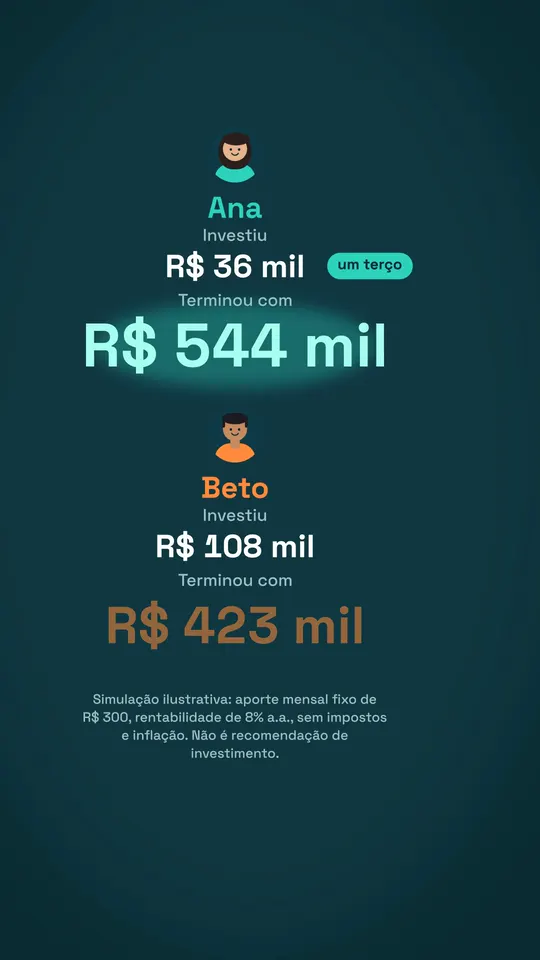 Ana
Investiu
R$ 36 mil
um terço
Terminou com
R$ 544 mil
Beto
Investiu
R$ 108 mil
Terminou com
R$ 423 mil
Simulação ilustrativa: aporte mensal fixo de
R$ 300, rentabilidade de 8% a.a., sem impostos
e inflação. Não é recomendação de
investimento.